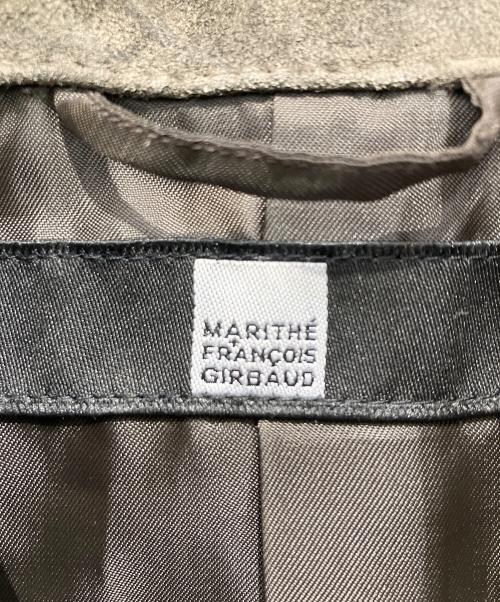 MARITHÉ
+
FRANÇOIS
GIRBAUD